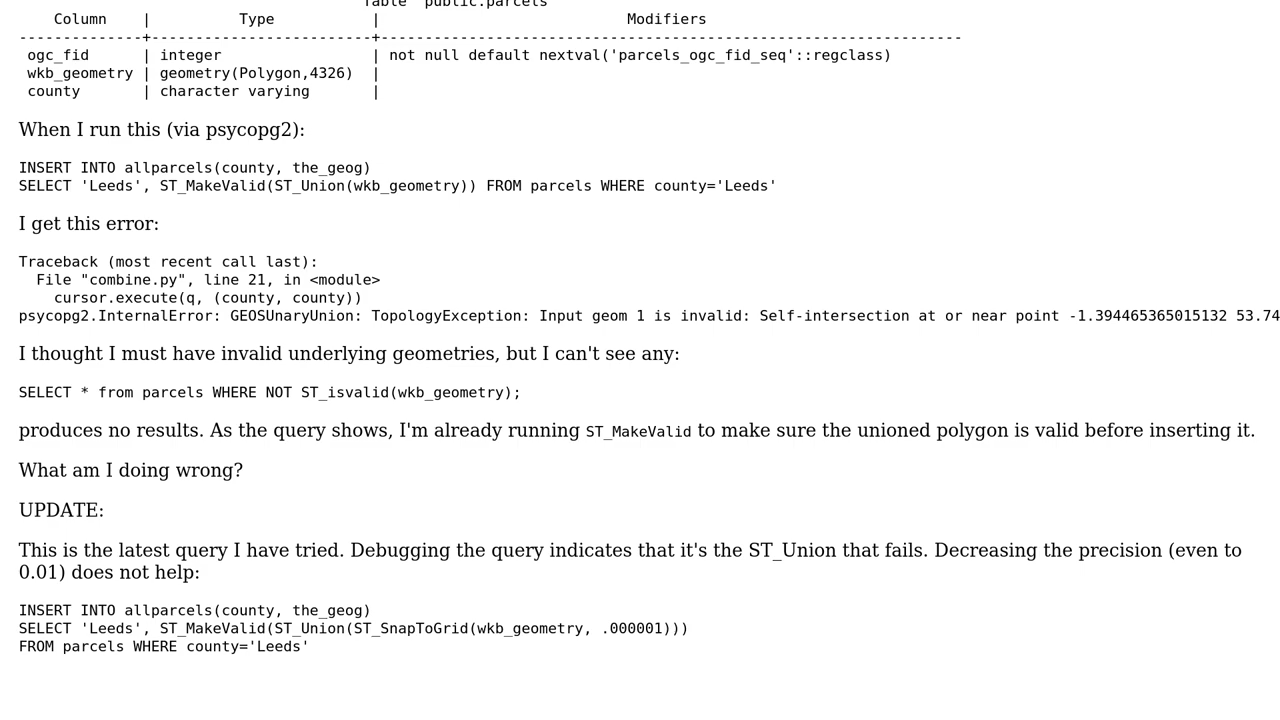 Table "public.parcels
    Column    |          Type           |                            Modifiers
--------------+-------------------------+------------------------------------------------------------------
 ogc_fid      | integer                 | not null default nextval('parcels_ogc_fid_seq'::regclass)
 wkb_geometry | geometry(Polygon,4326)  |
 county       | character varying       |
When I run this (via psycopg2):
INSERT INTO allparcels(county, the_geog)
SELECT 'Leeds', ST_MakeValid(ST_Union(wkb_geometry)) FROM parcels WHERE county='Leeds'
I get this error:
Traceback (most recent call last):
  File "combine.py", line 21, in <module>
    cursor.execute(q, (county, county))
psycopg2.InternalError: GEOSUnaryUnion: TopologyException: Input geom 1 is invalid: Self-intersection at or near point -1.394465365015132 53.74
I thought I must have invalid underlying geometries, but I can't see any:
SELECT * from parcels WHERE NOT ST_isvalid(wkb_geometry);
produces no results. As the query shows, I'm already running ST_MakeValid to make sure the unioned polygon is valid before inserting it.
What am I doing wrong?
UPDATE:
This is the latest query I have tried. Debugging the query indicates that it's the ST_Union that fails. Decreasing the precision (even to
0.01) does not help:
INSERT INTO allparcels(county, the_geog)
SELECT 'Leeds', ST_MakeValid(ST_Union(ST_SnapToGrid(wkb_geometry, .000001)))
FROM parcels WHERE county='Leeds'